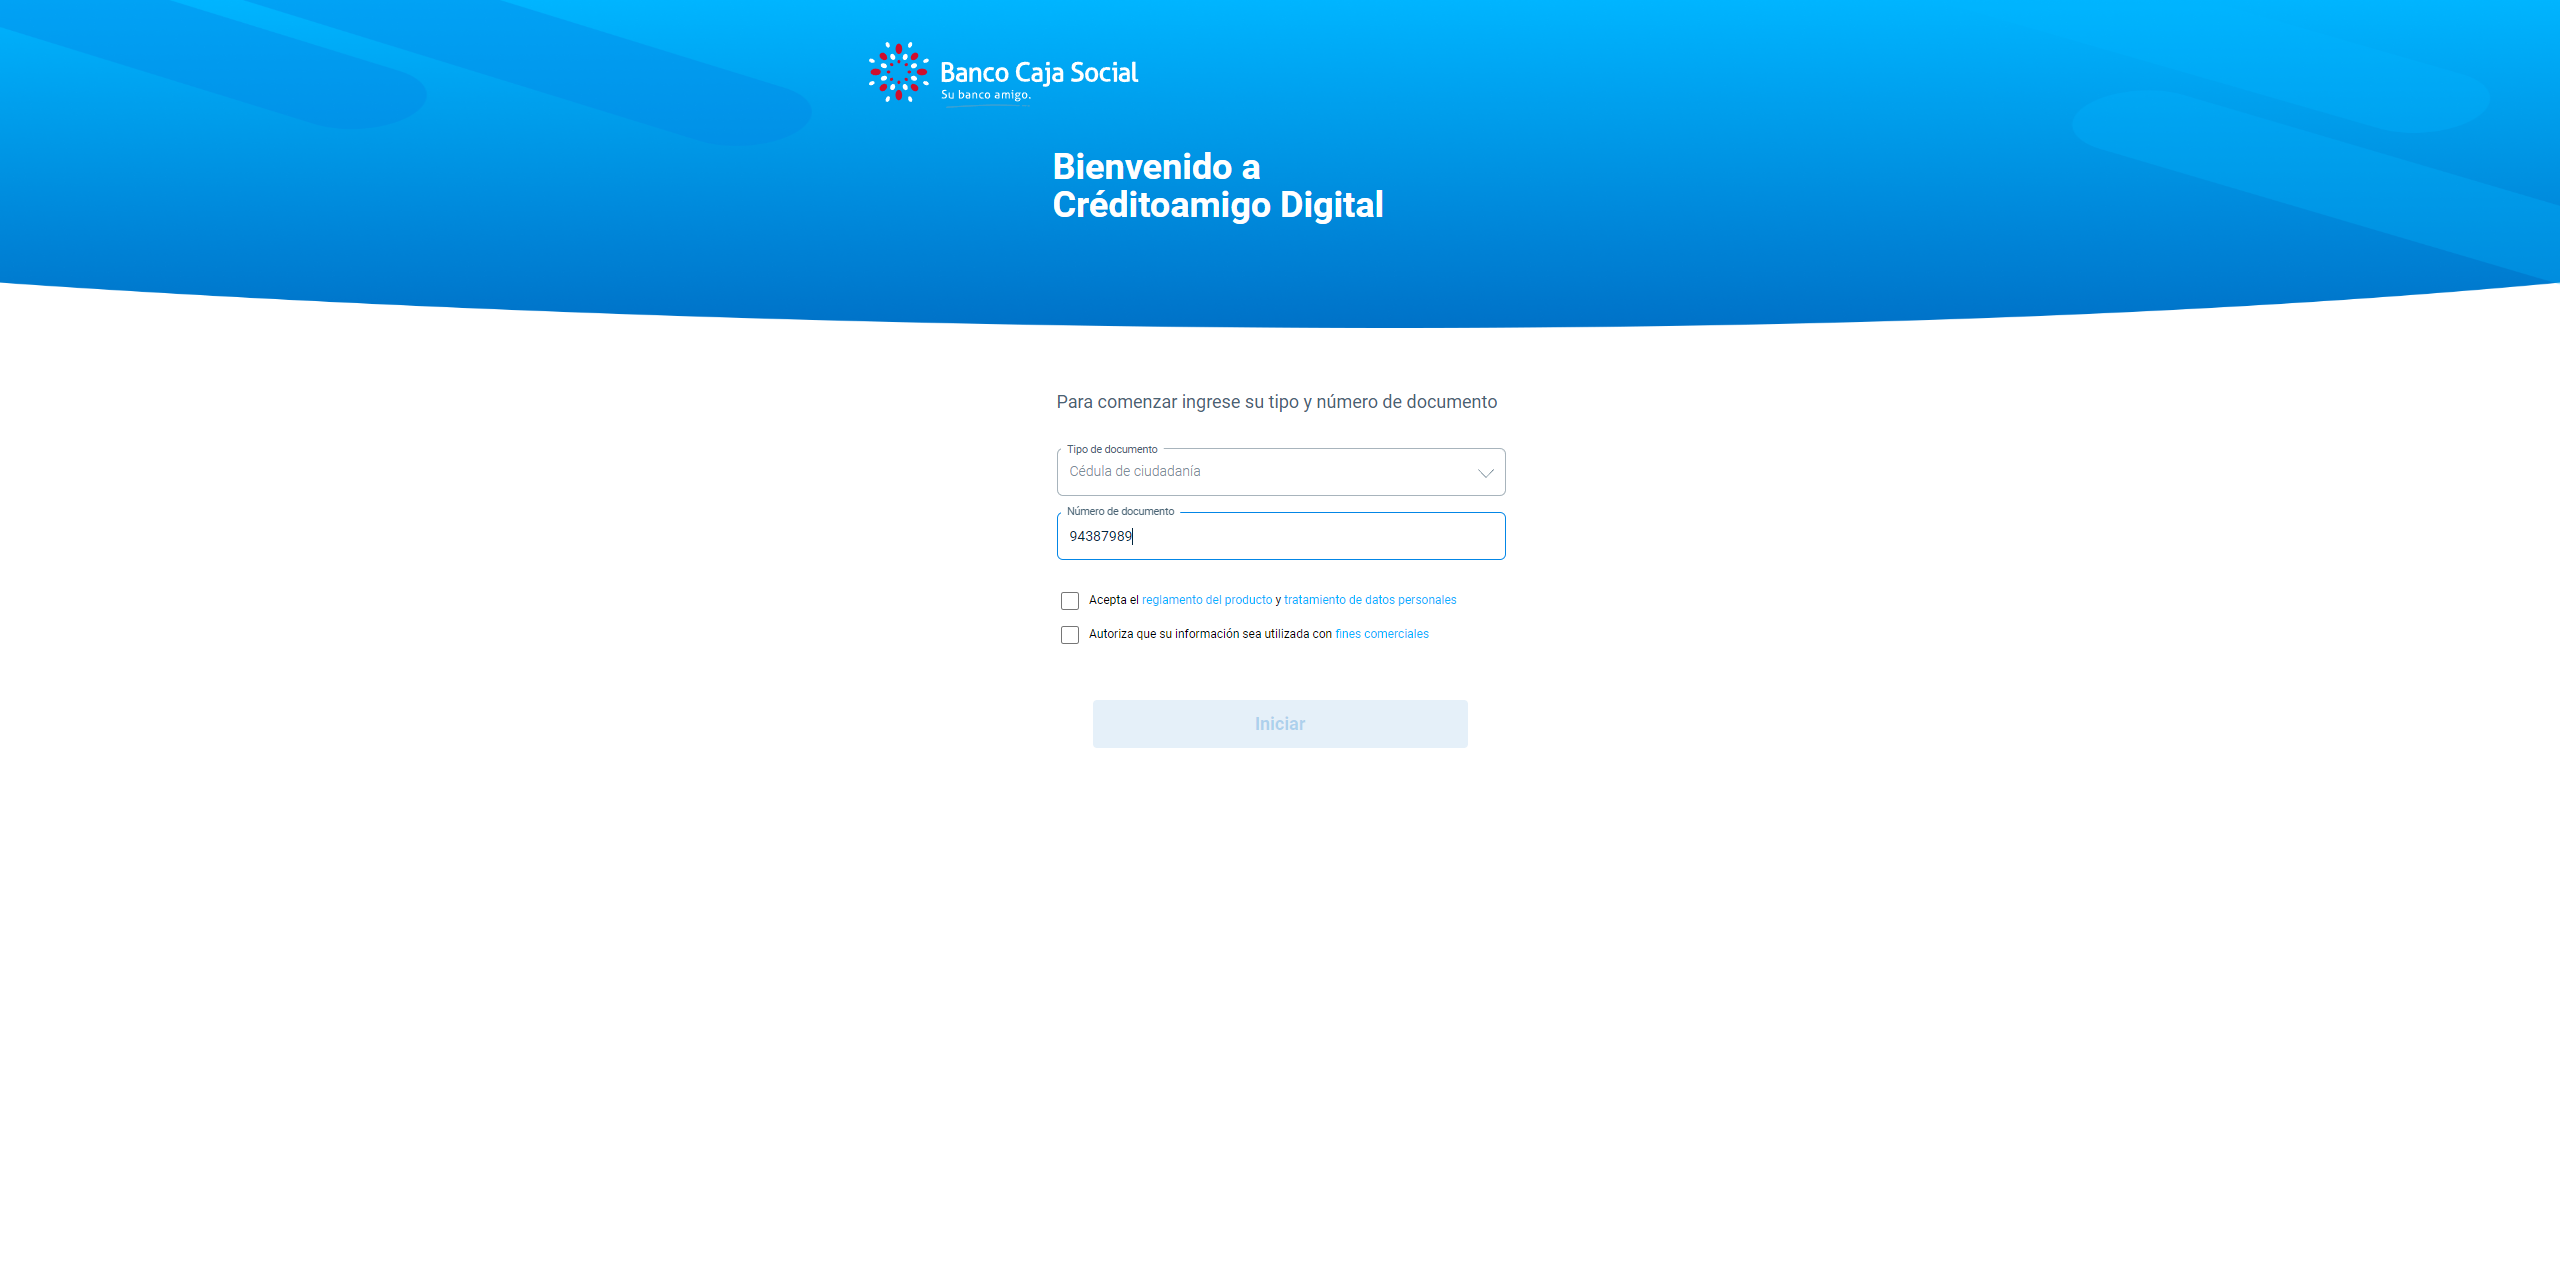 Banco Caja Social
Su banco amigo.
Bienvenido a
Créditoamigo Digital
Para comenzar ingrese su tipo y número de documento
Tipo de documento
Cédula de ciudadanía
Número de documento
94387989
Acepta el reglamento del producto y tratamiento de datos personales
Autoriza que su información sea utilizada con fines comerciales
Iniciar